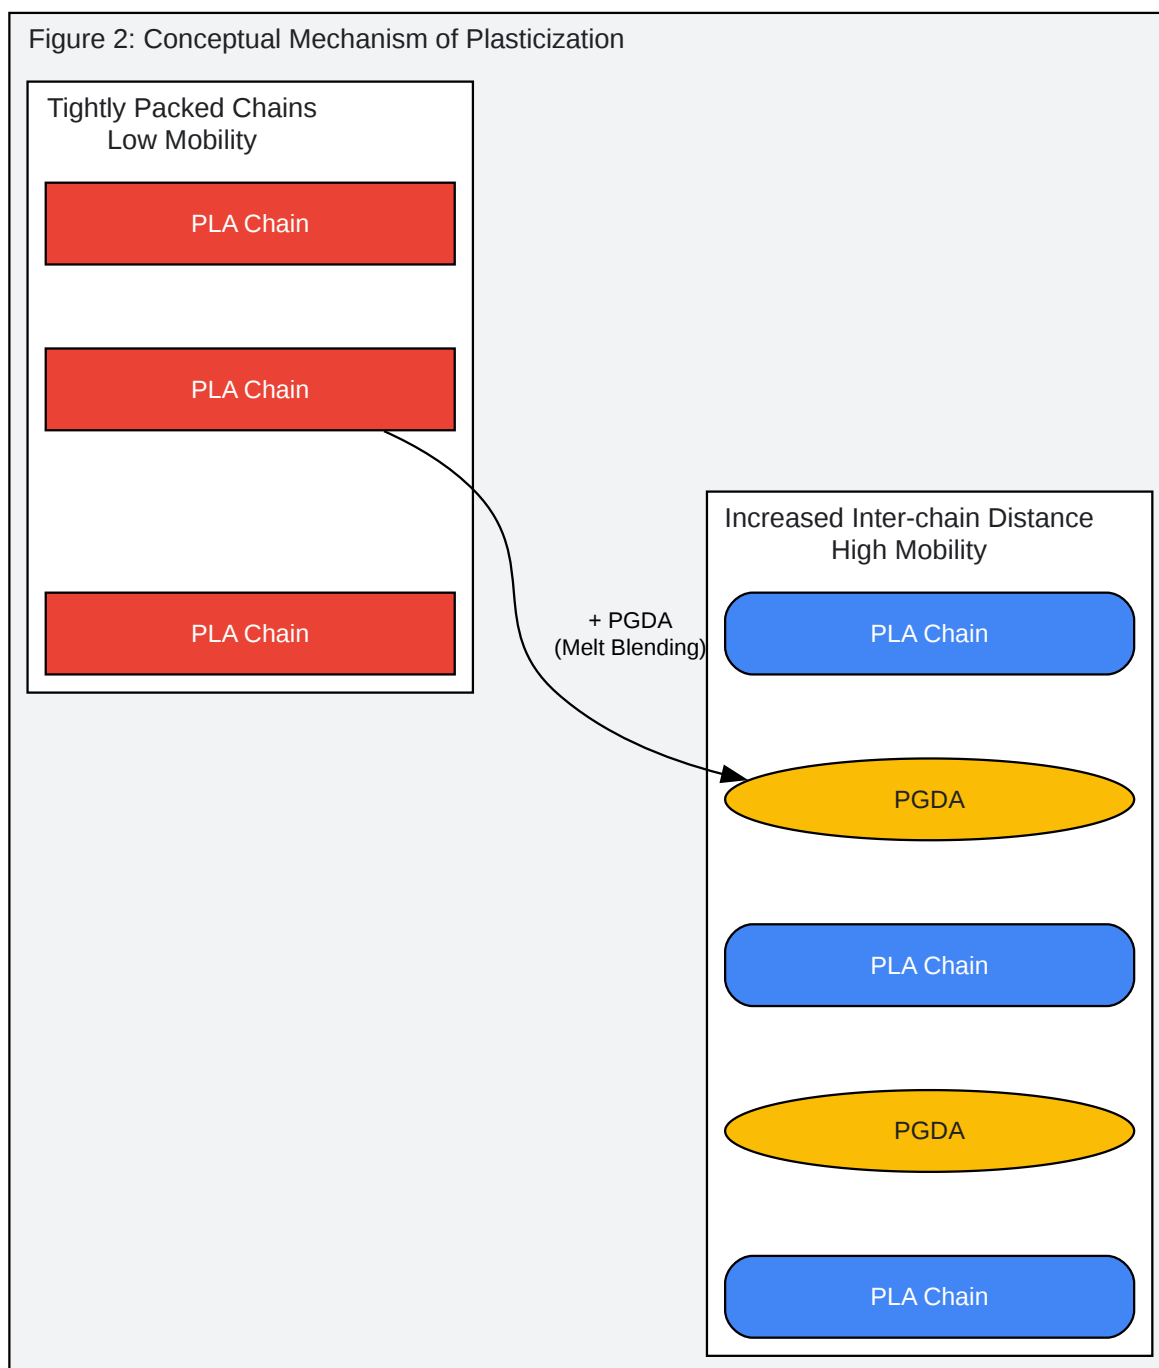 Figure 2: Conceptual Mechanism of Plasticization
Tightly Packed Chains
Low Mobility
PLA Chain
PLA Chain
PLA Chain
+ PGDA
(Melt Blending)
Increased Inter-chain Distance
High Mobility
PLA Chain
PGDA
PLA Chain
PGDA
PLA Chain